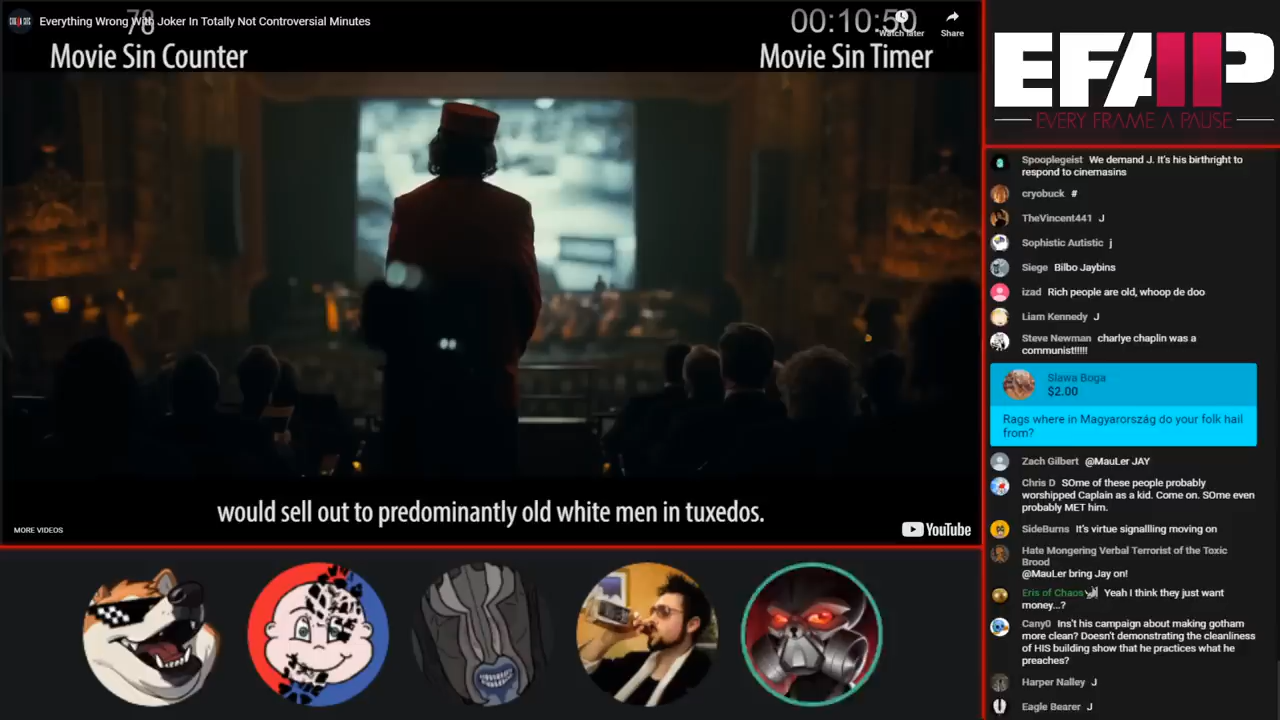 Everything Wrong With Joker In Totally Not Controversial Minutes
78
00:10:50
Watch later
Share
Movie Sin Counter
Movie Sin Timer
would sell out to predominantly old white men in tuxedos.
MORE VIDEOS
YouTube
EFAP
EVERY FRAME A PAUSE
Spooplegeist We demand J. It's his birthright to
respond to cinemasins
cryobuck #
TheVincent441 J
Sophistic Autistic j
Siege Bilbo Jaybins
izad Rich people are old, whoop de doo
Liam Kennedy J
Steve Newman charlye chaplin was a
communist!!!!!
Slawa Boga
$2.00
Rags where in Magyarország do your folk hail
from?
Zach Gilbert @MauLer JAY
Chris D SOme of these people probably
worshipped Caplain as a kid. Come on. SOme even
probably MET him.
SideBurns It's virtue signallling moving on
Hate Mongering Verbal Terrorist of the Toxic
Brood
@MauLer bring Jay on!
Eris of Chaos Yeah I think they just want
money...?
Cany0 Ins't his campaign about making gotham
more clean? Doesn't demonstrating the cleanliness
of HIS building show that he practices what he
preaches?
Harper Nalley J
Eagle Bearer J